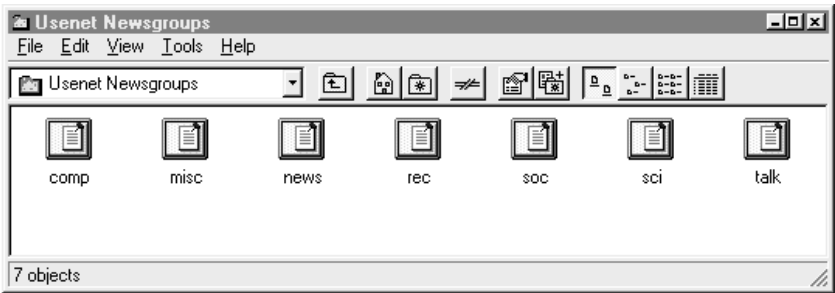 Usenet Newsgroups
File Edit View Tools Help
Usenet Newsgroups
comp misc news rec soc sci talk
7 objects